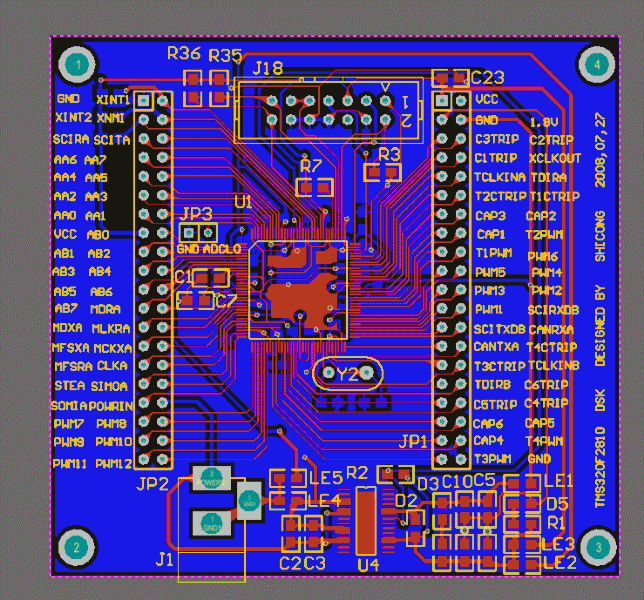 R36 R35
J18
C23
1
4
GND XINT1
VCC
XINT2 XNMI
GND 1.8V
SCIRA SCITA
C3TRIP C2TRIP
AA6 AA7
C1TRIP XCLKOUT
AA4 AA5
TCLKINA TDIRA
AA2 AA3
T2CTRIP T1CTRIP
AA0 AA1
CAP3 CAP2
VCC AB0
CAP1 T2PWM
AB1 AB2
T1PWM PWM6
AB3 AB4
PWM5 PWM4
AB5 AB6
PWM3 PWM2
AB7 MDRA
PWM1 SCIRXDB
MDXA MLKRA
SCITXDB CANRXA
MFSXA MCKXA
CANTXA T4CTRIP
MFSRA CLKA
T3CTRIP TCLKINB
STEA SIMOA
TDIRB C6TRIP
SOMIA POWRIN
C5TRIP C4TRIP
PWM7 PWM8
CAP6 CAP5
PWM9 PWM10
CAP4 T4PWM
PWM11 PWM12
T3PWM GND
1
2
R7
R3
U1
JP3
GND ADCLO
C1
C7
Y2
JP1
JP2
J1
LE5
LE4
R2
D3
D2
C10 C5
LE1
D5
R1
LE3
LE2
C2 C3
U4
2
3
TMS320F2810 DSK DESIGNED BY SHICONG 2008,07,27